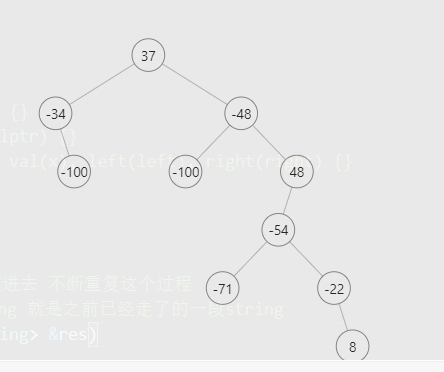 37
-34
-48
{}
iptr) {}
val(x), left(left), right(right) {}
-100
-100
48
-54
-71
-22
进去 不断重复这个过程
ng 就是之前已经走了的一段string
ing> &res)
8